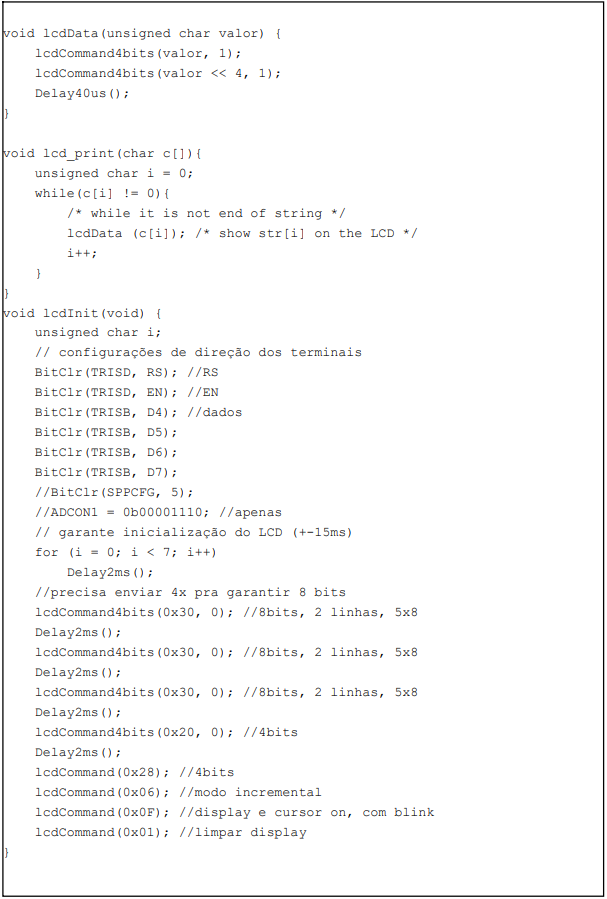 void lcdData(unsigned char valor) {
    lcdCommand4bits(valor, 1);
    lcdCommand4bits(valor << 4, 1);
    Delay40us();
}

void lcd_print(char c[]){
    unsigned char i = 0;
    while(c[i] != 0){
        /* while it is not end of string */
        lcdData (c[i]); /* show str[i] on the LCD */
        i++;
    }
}
void lcdInit(void) {
    unsigned char i;
    // configurações de direção dos terminais
    BitClr(TRISD, RS); //RS
    BitClr(TRISD, EN); //EN
    BitClr(TRISB, D4); //dados
    BitClr(TRISB, D5);
    BitClr(TRISB, D6);
    BitClr(TRISB, D7);
    //BitClr(SPPCFG, 5);
    //ADCON1 = 0b00001110; //apenas
    // garante inicialização do LCD (+-15ms)
    for (i = 0; i < 7; i++)
        Delay2ms();
    //precisa enviar 4x pra garantir 8 bits
    lcdCommand4bits(0x30, 0); //8bits, 2 linhas, 5x8
    Delay2ms();
    lcdCommand4bits(0x30, 0); //8bits, 2 linhas, 5x8
    Delay2ms();
    lcdCommand4bits(0x30, 0); //8bits, 2 linhas, 5x8
    Delay2ms();
    lcdCommand4bits(0x20, 0); //4bits
    Delay2ms();
    lcdCommand(0x28); //4bits
    lcdCommand(0x06); //modo incremental
    lcdCommand(0x0F); //display e cursor on, com blink
    lcdCommand(0x01); //limpar display
}